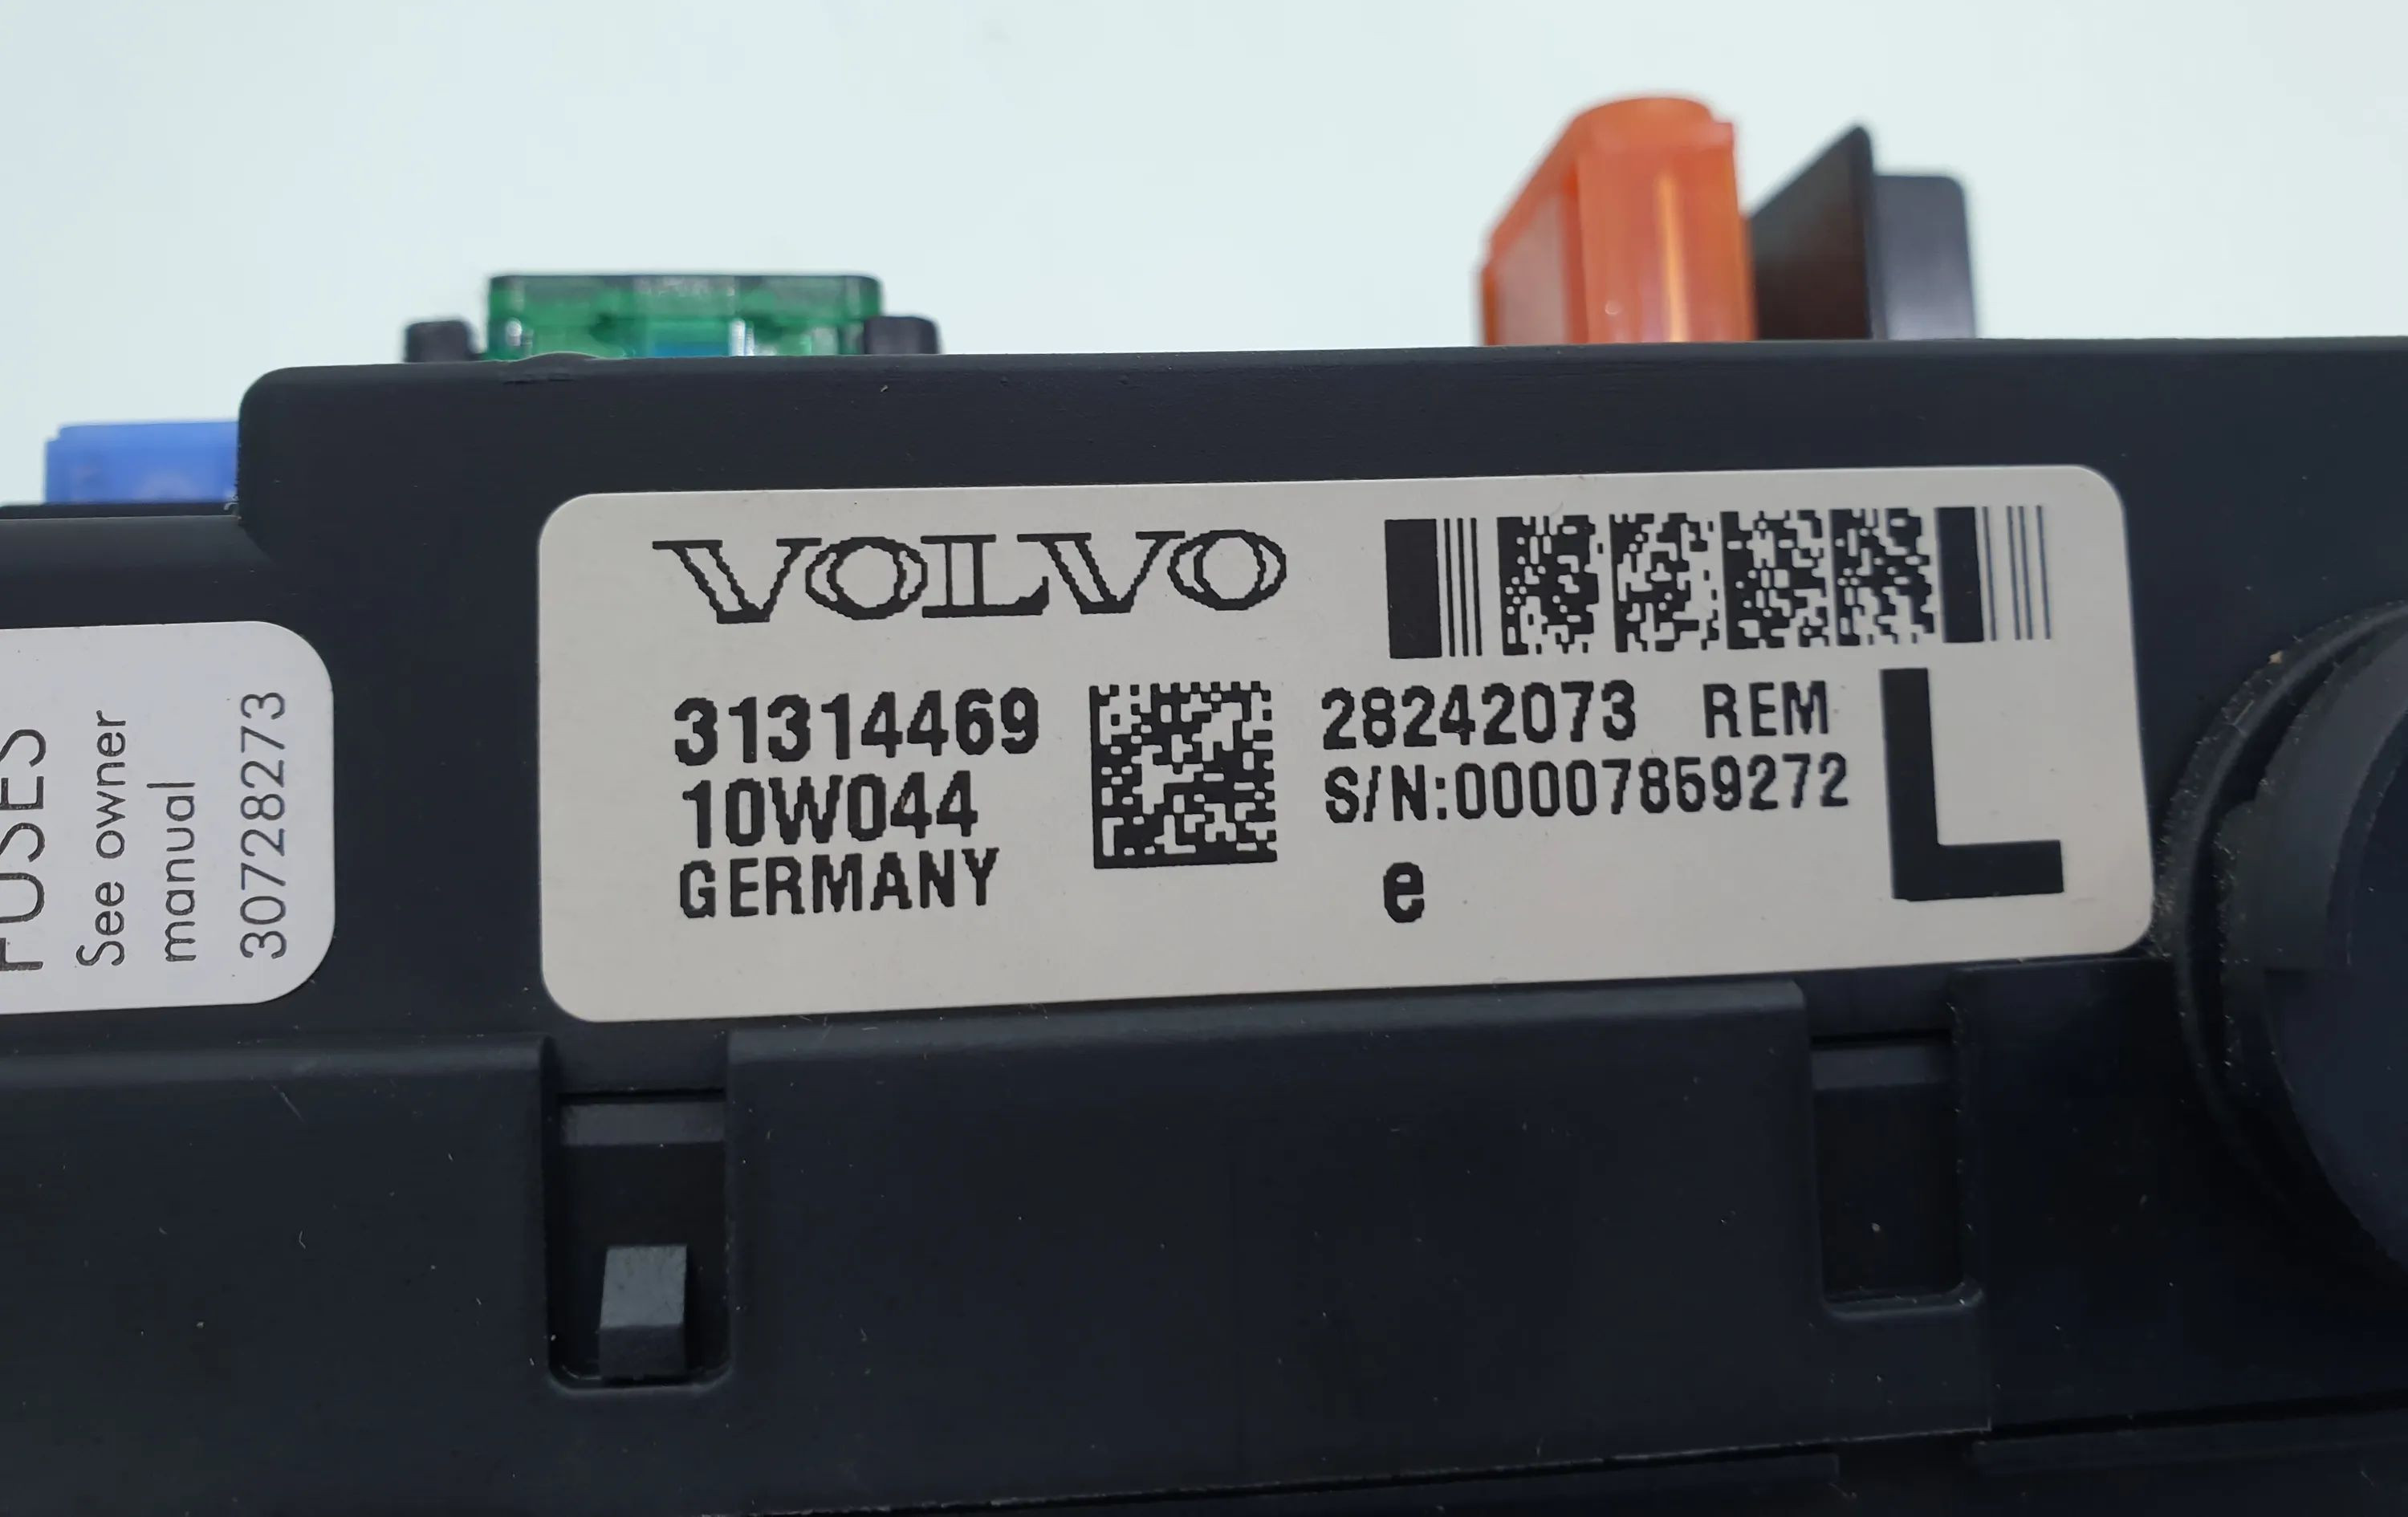 FUSES
See owner
manual
30728273
VOLVO
31314469
10W044
GERMANY
28242073 REM
S/N:00007859272
e
L